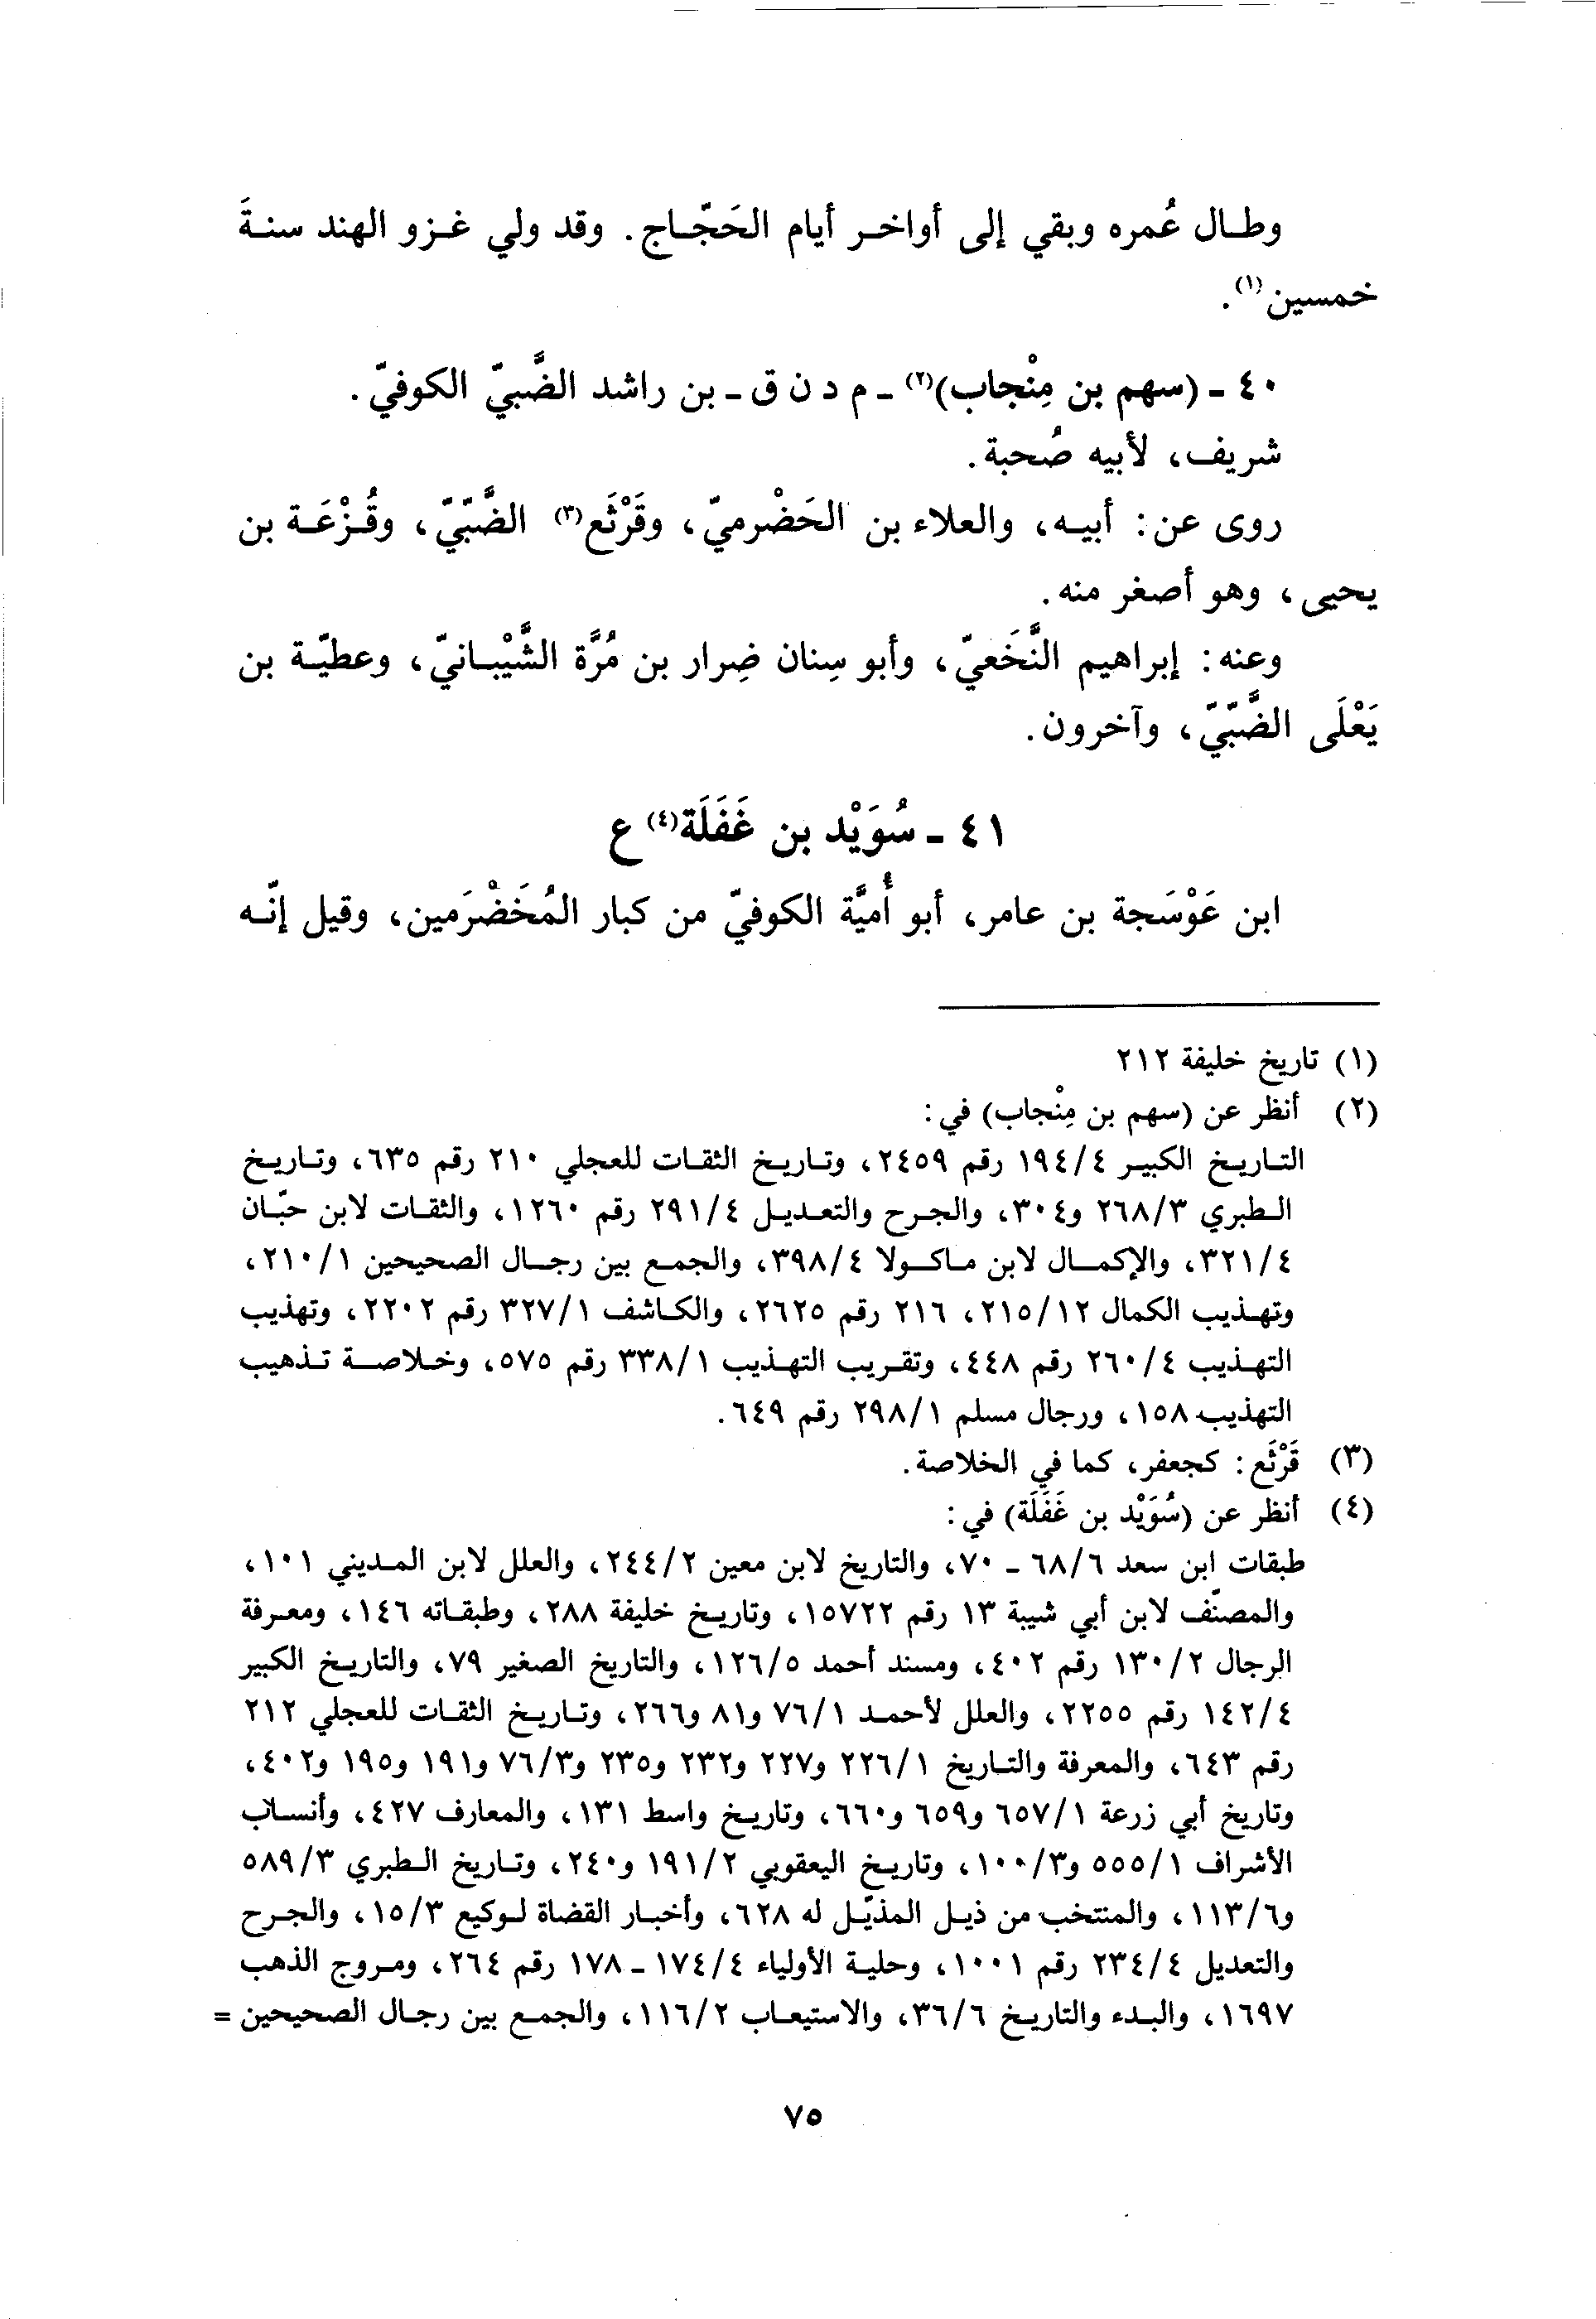 وطال عُمره وبقي إلى أواخر أيام الحَجّاج. وقد ولي غزو الهند سنةَ
خمسين(١).
٤٠ - (سهم بن مِنْجاب)(٢) - م د ن ق - بن راشد الضَّبيّ الكوفيّ.
شريف، لأبيه صُحبة.
روى عن: أبيه، والعلاء بن الحَضْرميّ، وقَرْثَع(٣) الضَّبّيّ، وقُزْعَة بن
يحيى، وهو أصغر منه.
وعنه: إبراهيم النَّخَعيّ، وأبو سِنان ضِرار بن مُرَّة الشَّيْبانيّ، وعطيّة بن
يَعْلَى الضَّبّيّ، وآخرون.
٤١ - سُوَيْد بن غَفَلَة(٤) ع
ابن عَوْسَجة بن عامر، أبو أُميَّة الكوفيّ من كبار المُخَضْرَمين، وقيل إنّه
(١) تاريخ خليفة ٢١٢
(٢) أنظر عن (سهم بن مِنْجاب) في:
التاريخ الكبير ١٩٤/٤ رقم ٢٤٥٩، وتاريخ الثقات للعجلي ٢١٠ رقم ٦٣٥، وتاريخ
الطبري ٢٦٨/٣ و٣٠٤، والجرح والتعديل ٢٩١/٤ رقم ١٢٦٠، والثقات لابن حبّان
٣٢١/٤، والإكمال لابن ماكولا ٣٩٨/٤، والجمع بين رجال الصحيحين ٢١٠/١،
وتهذيب الكمال ٢١٥/١٢، ٢١٦ رقم ٢٦٢٥، والكاشف ٣٢٧/١ رقم ٢٢٠٢، وتهذيب
التهذيب ٢٦٠/٤ رقم ٤٤٨، وتقريب التهذيب ٣٣٨/١ رقم ٥٧٥، وخلاصة تذهيب
التهذيب ١٥٨، ورجال مسلم ٢٩٨/١ رقم ٦٤٩.
(٣) قَرْثَع: كجعفر، كما في الخلاصة.
(٤) أنظر عن (سُوَيْد بن غَفَلَة) في:
طبقات ابن سعد ٦٨/٦ - ٧٠، والتاريخ لابن معين ٢٤٤/٢، والعلل لابن المديني ١٠١،
والمصنّف لابن أبي شيبة ١٣ رقم ١٥٧٢٢، وتاريخ خليفة ٢٨٨، وطبقاته ١٤٦، ومعرفة
الرجال ١٣٠/٢ رقم ٤٠٢، ومسند أحمد ١٢٦/٥، والتاريخ الصغير ٧٩، والتاريخ الكبير
١٤٢/٤ رقم ٢٢٥٥، والعلل لأحمد ٧٦/١ و٨١ و٢٦٦، وتاريخ الثقات للعجلي ٢١٢
رقم ٦٤٣، والمعرفة والتاريخ ٢٢٦/١ و٢٢٧ و٢٣٢ و٢٣٥ و٧٦/٣ و١٩١ و١٩٥ و٤٠٢،
وتاريخ أبي زرعة ٦٥٧/١ و٦٥٩ و٦٦٠، وتاريخ واسط ١٣١، والمعارف ٤٢٧، وأنساب
الأشراف ٥٥٥/١ و١٠٠/٣، وتاريخ اليعقوبي ١٩١/٢ و٢٤٠، وتاريخ الطبري ٥٨٩/٣
و١١٣/٦، والمنتخب من ذيل المذيّل له ٦٢٨، وأخبار القضاة لوكيع ١٥/٣، والجرح
والتعديل ٢٣٤/٤ رقم ١٠٠١، وحلية الأولياء ١٧٤/٤ - ١٧٨ رقم ٢٦٤، ومروج الذهب
١٦٩٧، والبدء والتاريخ ٣٦/٦، والاستيعاب ١١٦/٢، والجمع بين رجال الصحيحين =
٧٥